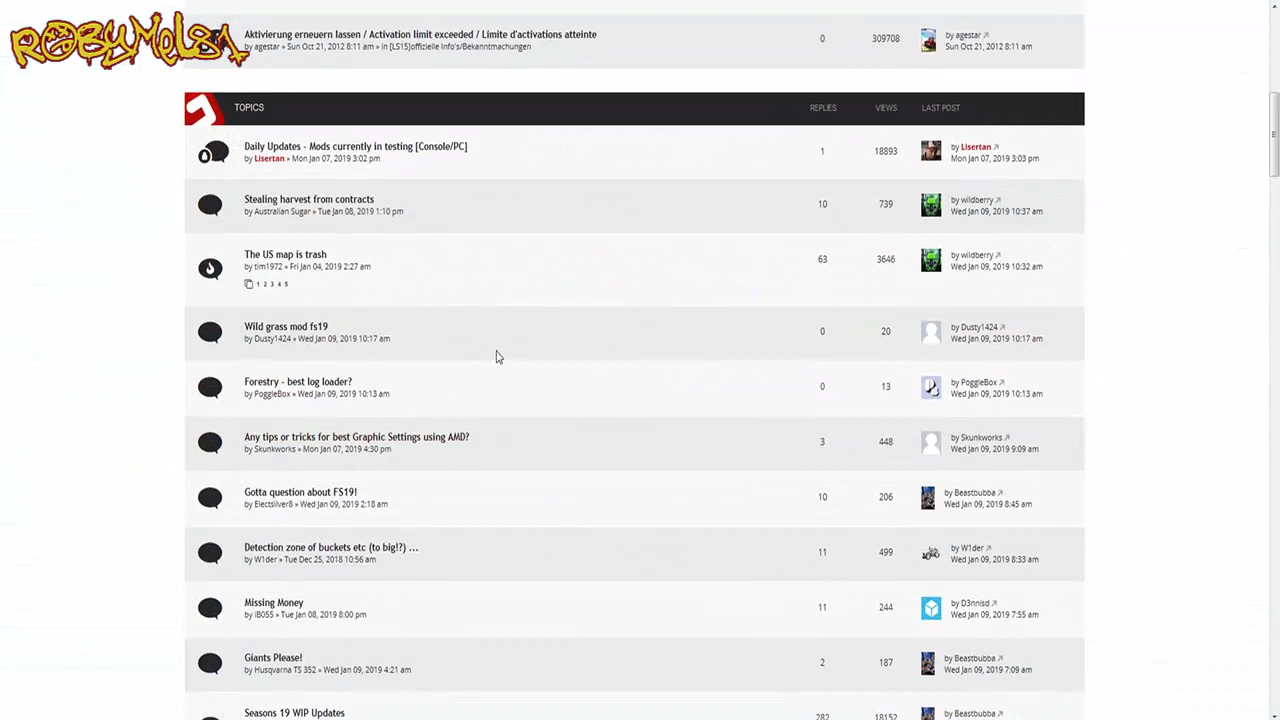 ROBYMEL81
Aktivierung erneuern lassen / Activation limit exceeded / Limite d'activations atteinte
by agestar » Sun Oct 21, 2012 8:11 am » in [LS15]offizielle Info's/Bekanntmachungen
0
309708
by agestar
Sun Oct 21, 2012 8:11 am
TOPICS
REPLIES
VIEWS
LAST POST
Daily Updates - Mods currently in testing [Console/PC]
by Lisertan » Mon Jan 07, 2019 3:02 pm
1
18893
by Lisertan
Mon Jan 07, 2019 3:03 pm
Stealing harvest from contracts
by Australian Sugar » Tue Jan 08, 2019 1:10 pm
10
739
by wildberry
Wed Jan 09, 2019 10:37 am
The US map is trash
by tim1972 » Fri Jan 04, 2019 2:27 am
1 2 3 4 5
63
3646
by wildberry
Wed Jan 09, 2019 10:32 am
Wild grass mod fs19
by Dusty1424 » Wed Jan 09, 2019 10:17 am
0
20
by Dusty1424
Wed Jan 09, 2019 10:17 am
Forestry - best log loader?
by PoggleBox » Wed Jan 09, 2019 10:13 am
0
13
by PoggleBox
Wed Jan 09, 2019 10:13 am
Any tips or tricks for best Graphic Settings using AMD?
by Skunkworks » Mon Jan 07, 2019 4:30 pm
3
448
by Skunkworks
Wed Jan 09, 2019 9:09 am
Gotta question about FS19!
by Electsilver8 » Wed Jan 09, 2019 2:18 am
10
206
by Beastbubba
Wed Jan 09, 2019 8:45 am
Detection zone of buckets etc (to big!?) ...
by W1der » Tue Dec 25, 2018 10:56 am
11
499
by W1der
Wed Jan 09, 2019 8:33 am
Missing Money
by iB055 » Tue Jan 08, 2019 8:00 pm
11
244
by D3nnisd
Wed Jan 09, 2019 7:55 am
Giants Please!
by Husqvarna TS 352 » Wed Jan 09, 2019 4:21 am
2
187
by Beastbubba
Wed Jan 09, 2019 7:09 am
Seasons 19 WIP Updates
282
18152
by Beastbubba